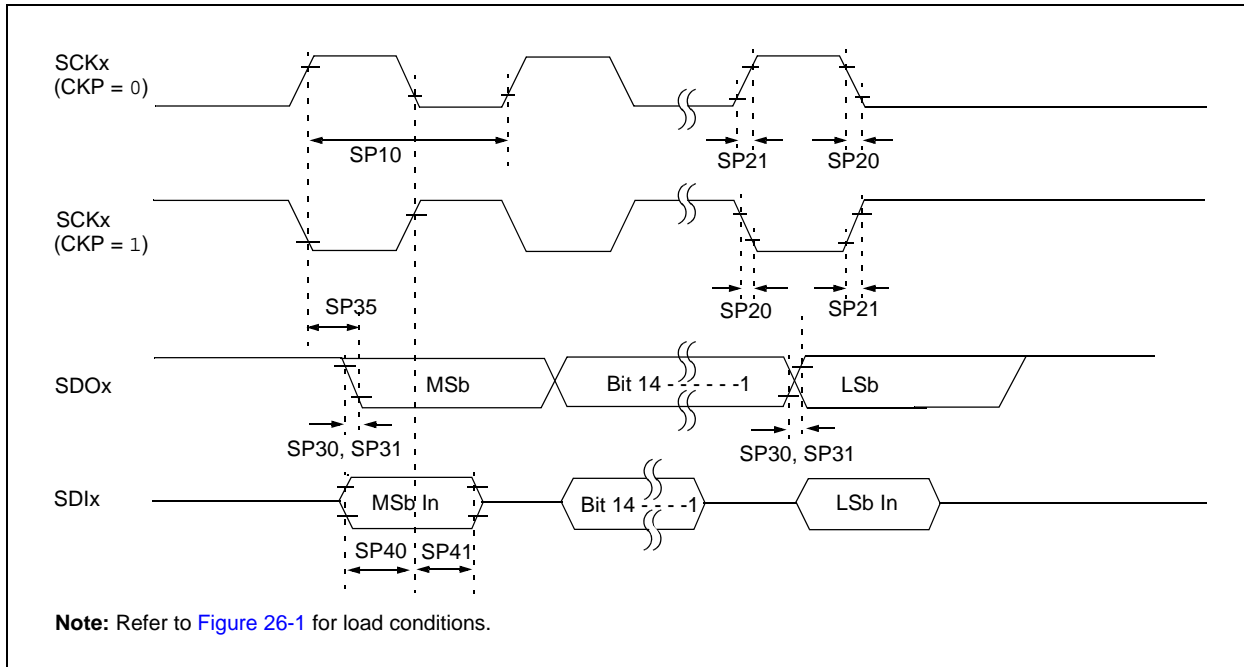 SCKx
(CKP = 0)
SP10
SP21
SP20
SCKx
(CKP = 1)
SP35
SP20
SP21
SDOx
MSb
Bit 14 - - - - - -1
LSb
SP30, SP31
SP30, SP31
SDIx
MSb In
Bit 14 - - - -1
LSb In
SP40
SP41
Note: Refer to Figure 26-1 for load conditions.